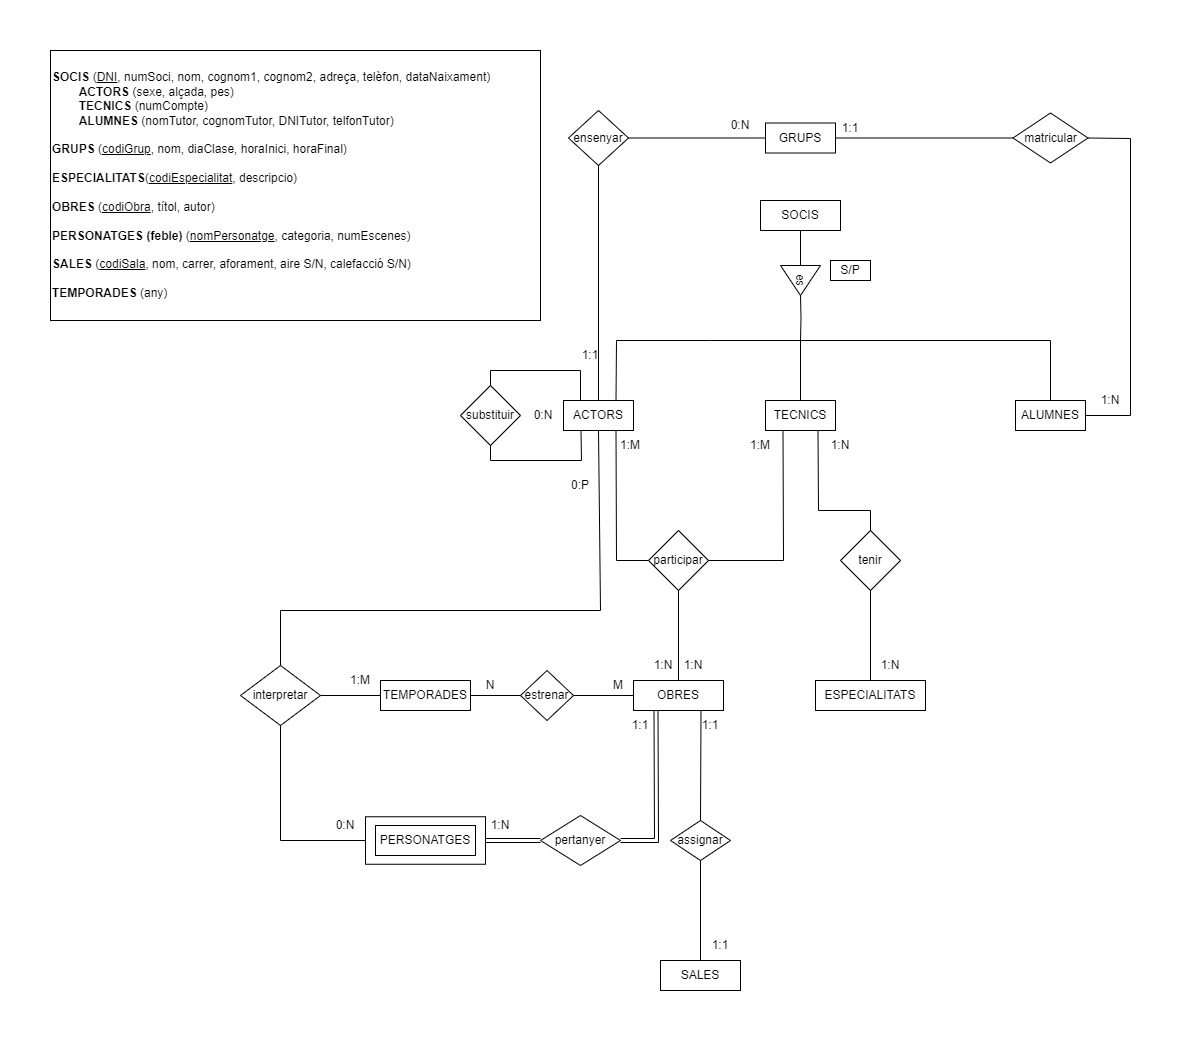 SOCIS (DNI, numSoci, nom, cognom1, cognom2, adreça, telèfon, dataNaixament)
ACTORS (sexe, alçada, pes)
TECNICS (numCompte)
ALUMNES (nomTutor, cognomTutor, DNITutor, telfonTutor)
GRUPS (codiGrup, nom, diaClase, horaInici, horaFinal)
ESPECIALITATS(codiEspecialitat, descripcio)
OBRES (codiObra, títol, autor)
PERSONATGES (feble) (nomPersonatge, categoria, numEscenes)
SALES (codiSala, nom, carrer, aforament, aire S/N, calefacció S/N)
TEMPORADES (any)
ensenyar
0:N
GRUPS
1:1
matricular
SOCIS
es
S/P
1:1
substituir
0:N
ACTORS
TECNICS
ALUMNES
1:N
1:M
1:M
1:N
0:P
participar
tenir
1:N
1:N
1:N
interpretar
1:M
TEMPORADES
N
estrenar
M
OBRES
ESPECIALITATS
1:1
1:1
0:N
PERSONATGES
1:N
pertanyer
assignar
1:1
SALES